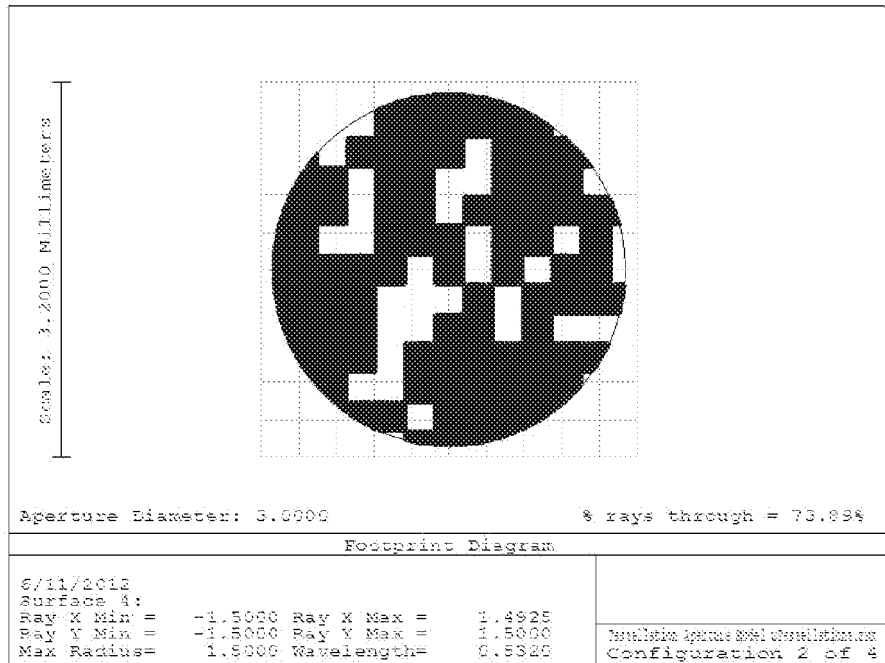 Scale: 3.2000 Millimeters
Aperture Diameter: 3.0000
% rays through = 73.89%
Footprint Diagram
6/11/2012
Surface 4:
Ray X Min = -1.5000 Ray X Max = 1.4925
Ray Y Min = -1.5000 Ray Y Max = 1.5000
Max Radius= 1.5000 Wavelength= 0.5320
Aperture Model
Configuration 2 of 4